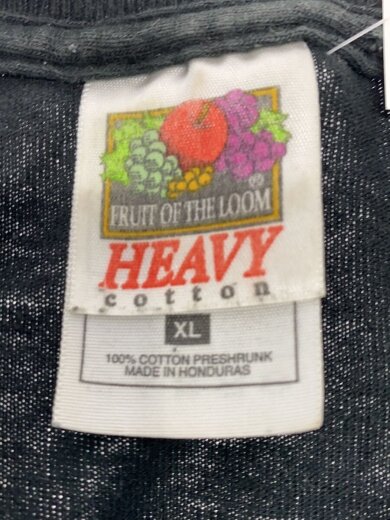 FRUIT OF THE LOOM
®
HEAVY
cotton
XL
100% COTTON PRESHRUNK
MADE IN HONDURAS